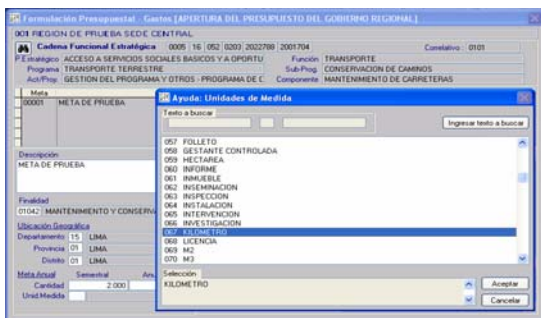 Formulación Presupuestal - Gastos [APERTURA DEL PRESUPUESTO DEL GOBIERNO REGIONAL]
001 REGION DE PRUEBA SEDE CENTRAL
Cadena Funcional Estratégica 0005 16 052 0203 2022788 2001704 Correlativo 0101
P.Estratégico ACCESO A SERVICIOS SOCIALES BASICOS Y A OPORTU Función TRANSPORTE
Programa TRANSPORTE TERRESTRE Sub-Prog. CONSERVACION DE CAMINOS
Act/Proy. GESTION DEL PROGRAMA Y OTROS - PROGRAMA DE C Componente MANTENIMIENTO DE CARRETERAS
Meta
00001 META DE PRUEBA
Descripción
META DE PRUEBA
Finalidad
01042 MANTENIMIENTO Y CONSERV
Ubicación Geográfica
Departamento 15 LIMA
Provincia 01 LIMA
Distrito 01 LIMA
Meta Anual Semestral
Cantidad 2.000
Unid.Medida
Ayuda: Unidades de Medida
Texto a buscar
Ingresar texto a buscar
057 FOLLETO
058 GESTANTE CONTROLADA
059 HECTAREA
060 INFORME
061 INMUEBLE
062 INSEMINACION
063 INSPECCION
064 INSTALACION
065 INTERVENCION
066 INVESTIGACION
067 KILOMETRO
068 LICENCIA
069 M2
070 M3
Selección
KILOMETRO
Aceptar
Cancelar